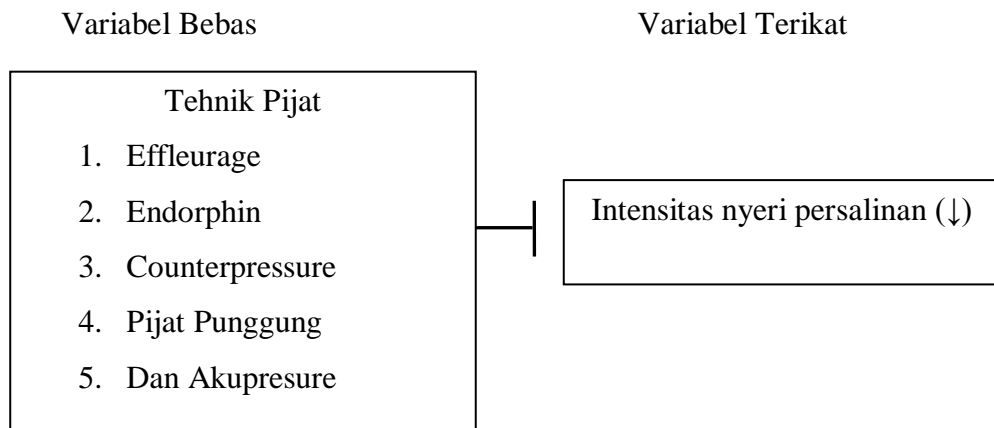 Variabel Bebas
Variabel Terikat
Tehnik Pijat
1. Effleurage
2. Endorphin
3. Counterpressure
4. Pijat Punggung
5. Dan Akupresure
Intensitas nyeri persalinan (↓)